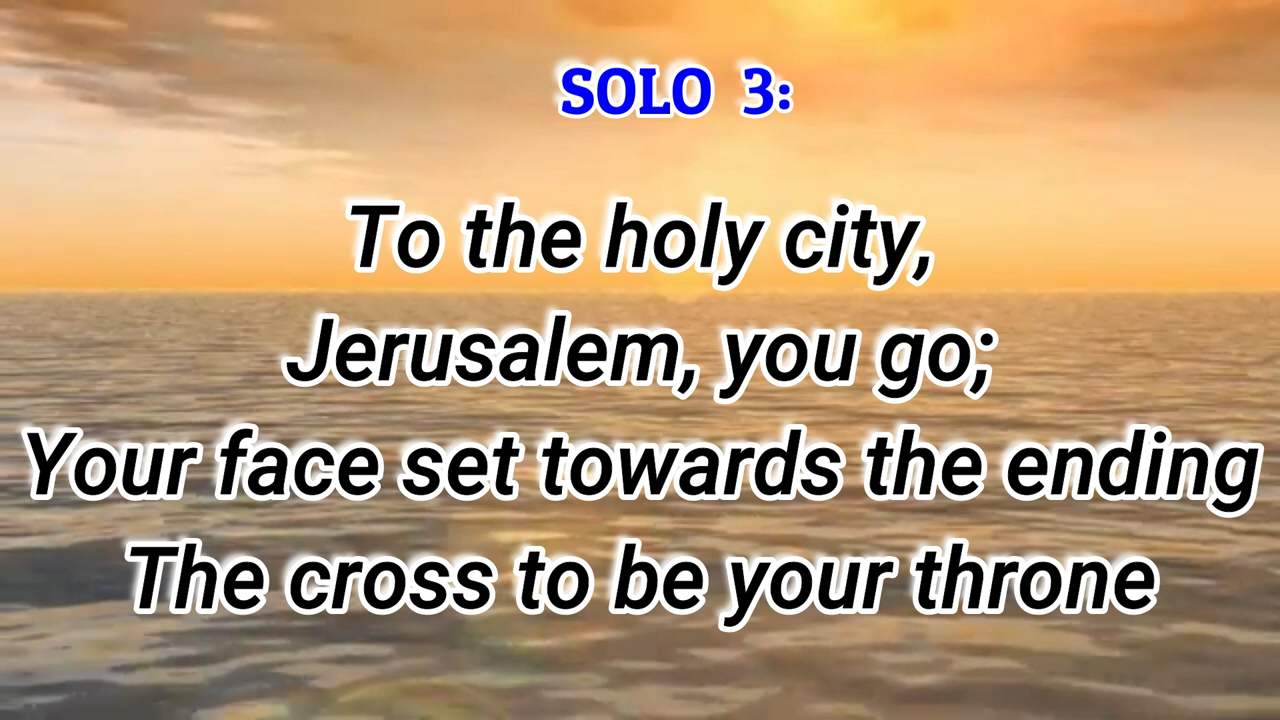 SOLO 3:
To the holy city,
Jerusalem, you go;
Your face set towards the ending
The cross to be your throne